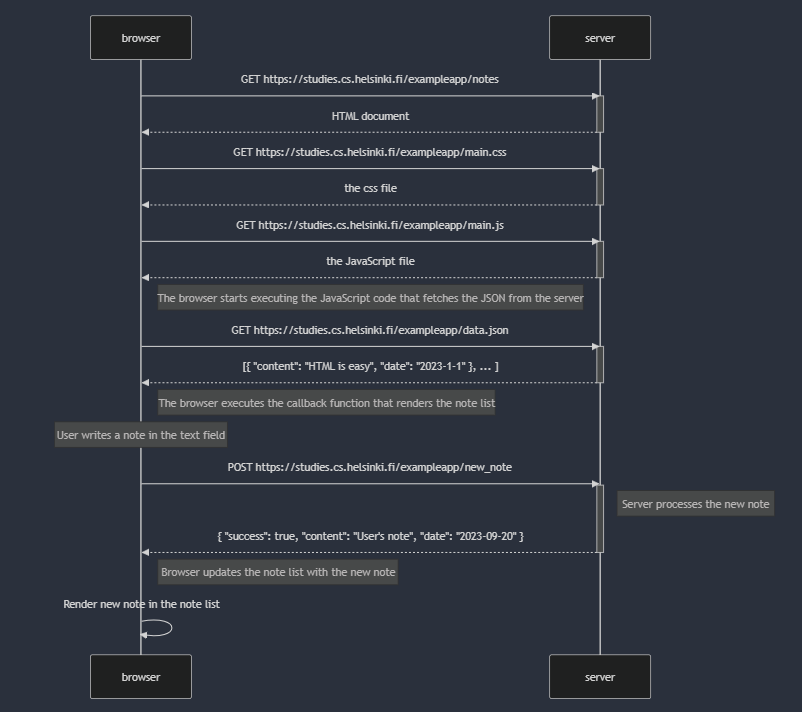 browser
server
GET https://studies.cs.helsinki.fi/exampleapp/notes
HTML document
GET https://studies.cs.helsinki.fi/exampleapp/main.css
the css file
GET https://studies.cs.helsinki.fi/exampleapp/main.js
the JavaScript file
The browser starts executing the JavaScript code that fetches the JSON from the server
GET https://studies.cs.helsinki.fi/exampleapp/data.json
[{ "content": "HTML is easy", "date": "2023-1-1" }, ... ]
The browser executes the callback function that renders the note list
User writes a note in the text field
POST https://studies.cs.helsinki.fi/exampleapp/new_note
Server processes the new note
{ "success": true, "content": "User's note", "date": "2023-09-20" }
Browser updates the note list with the new note
Render new note in the note list
browser
server